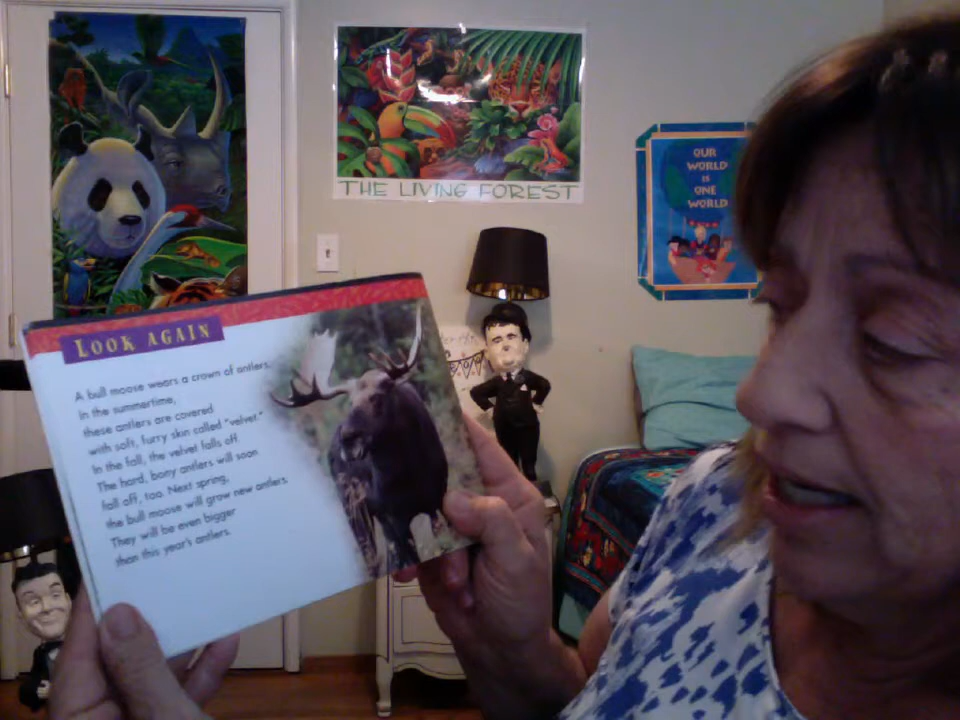 THE LIVING FOREST
OUR
WORLD
IS
ONE
WORLD
LOOK AGAIN
A bull moose wears a crown of antlers.
In the summertime,
these antlers are covered
with soft, furry skin called "velvet."
In the fall, the velvet falls off.
The hard, bony antlers will soon
fall off, too. Next spring,
the bull moose will grow new antlers.
They will be even bigger
than this year's antlers.